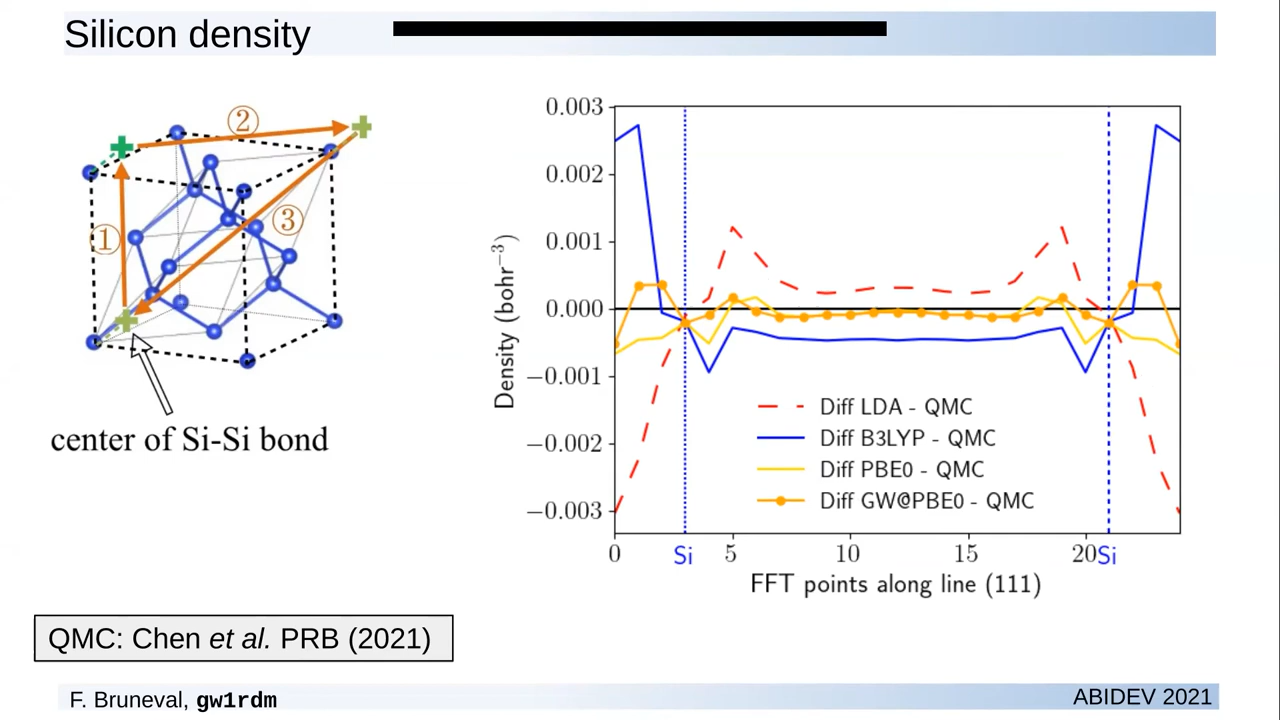 Silicon density
②
①
③
center of Si-Si bond
0.003
0.002
0.001
0.000
−0.001
−0.002
−0.003
Density (bohr⁻³)
Diff LDA - QMC
Diff B3LYP - QMC
Diff PBE0 - QMC
Diff GW@PBE0 - QMC
0 Si 5 10 15 20 Si
FFT points along line (111)
QMC: Chen et al. PRB (2021)
F. Bruneval, gw1rdm
ABIDEV 2021